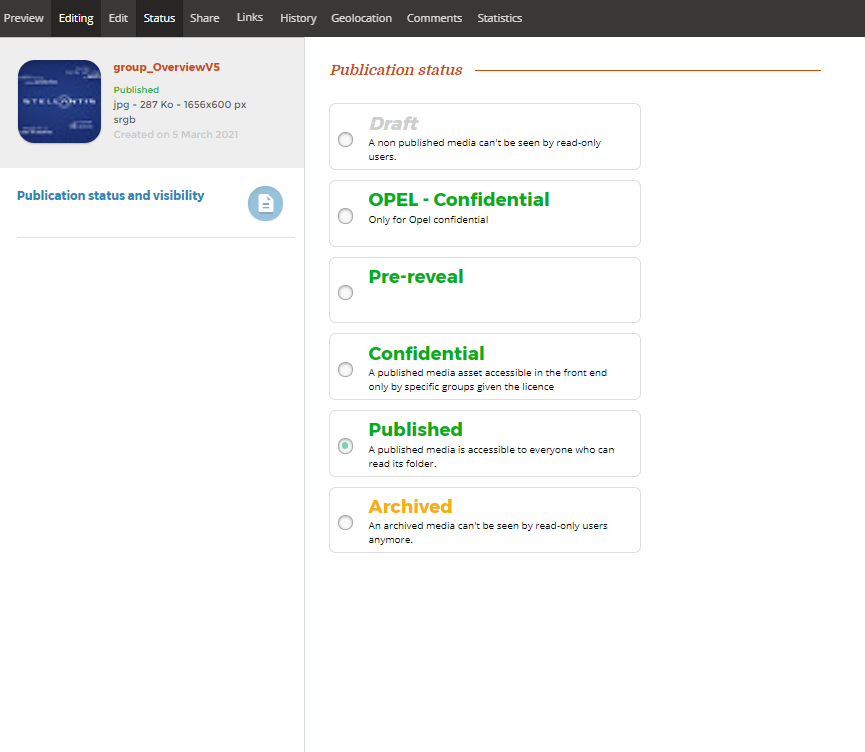 Preview Editing Edit Status Share Links History Geolocation Comments Statistics
group_OverviewV5
Published
jpg - 287 Ko - 1656x600 px
srgb
Created on 5 March 2021
STELLANTIS
Publication status and visibility
Publication status
Draft
A non published media can't be seen by read-only
users.
OPEL - Confidential
Only for Opel confidential
Pre-reveal
Confidential
A published media asset accessible in the front end
only by specific groups given the licence
Published
A published media is accessible to everyone who can
read its folder.
Archived
An archived media can't be seen by read-only users
anymore.